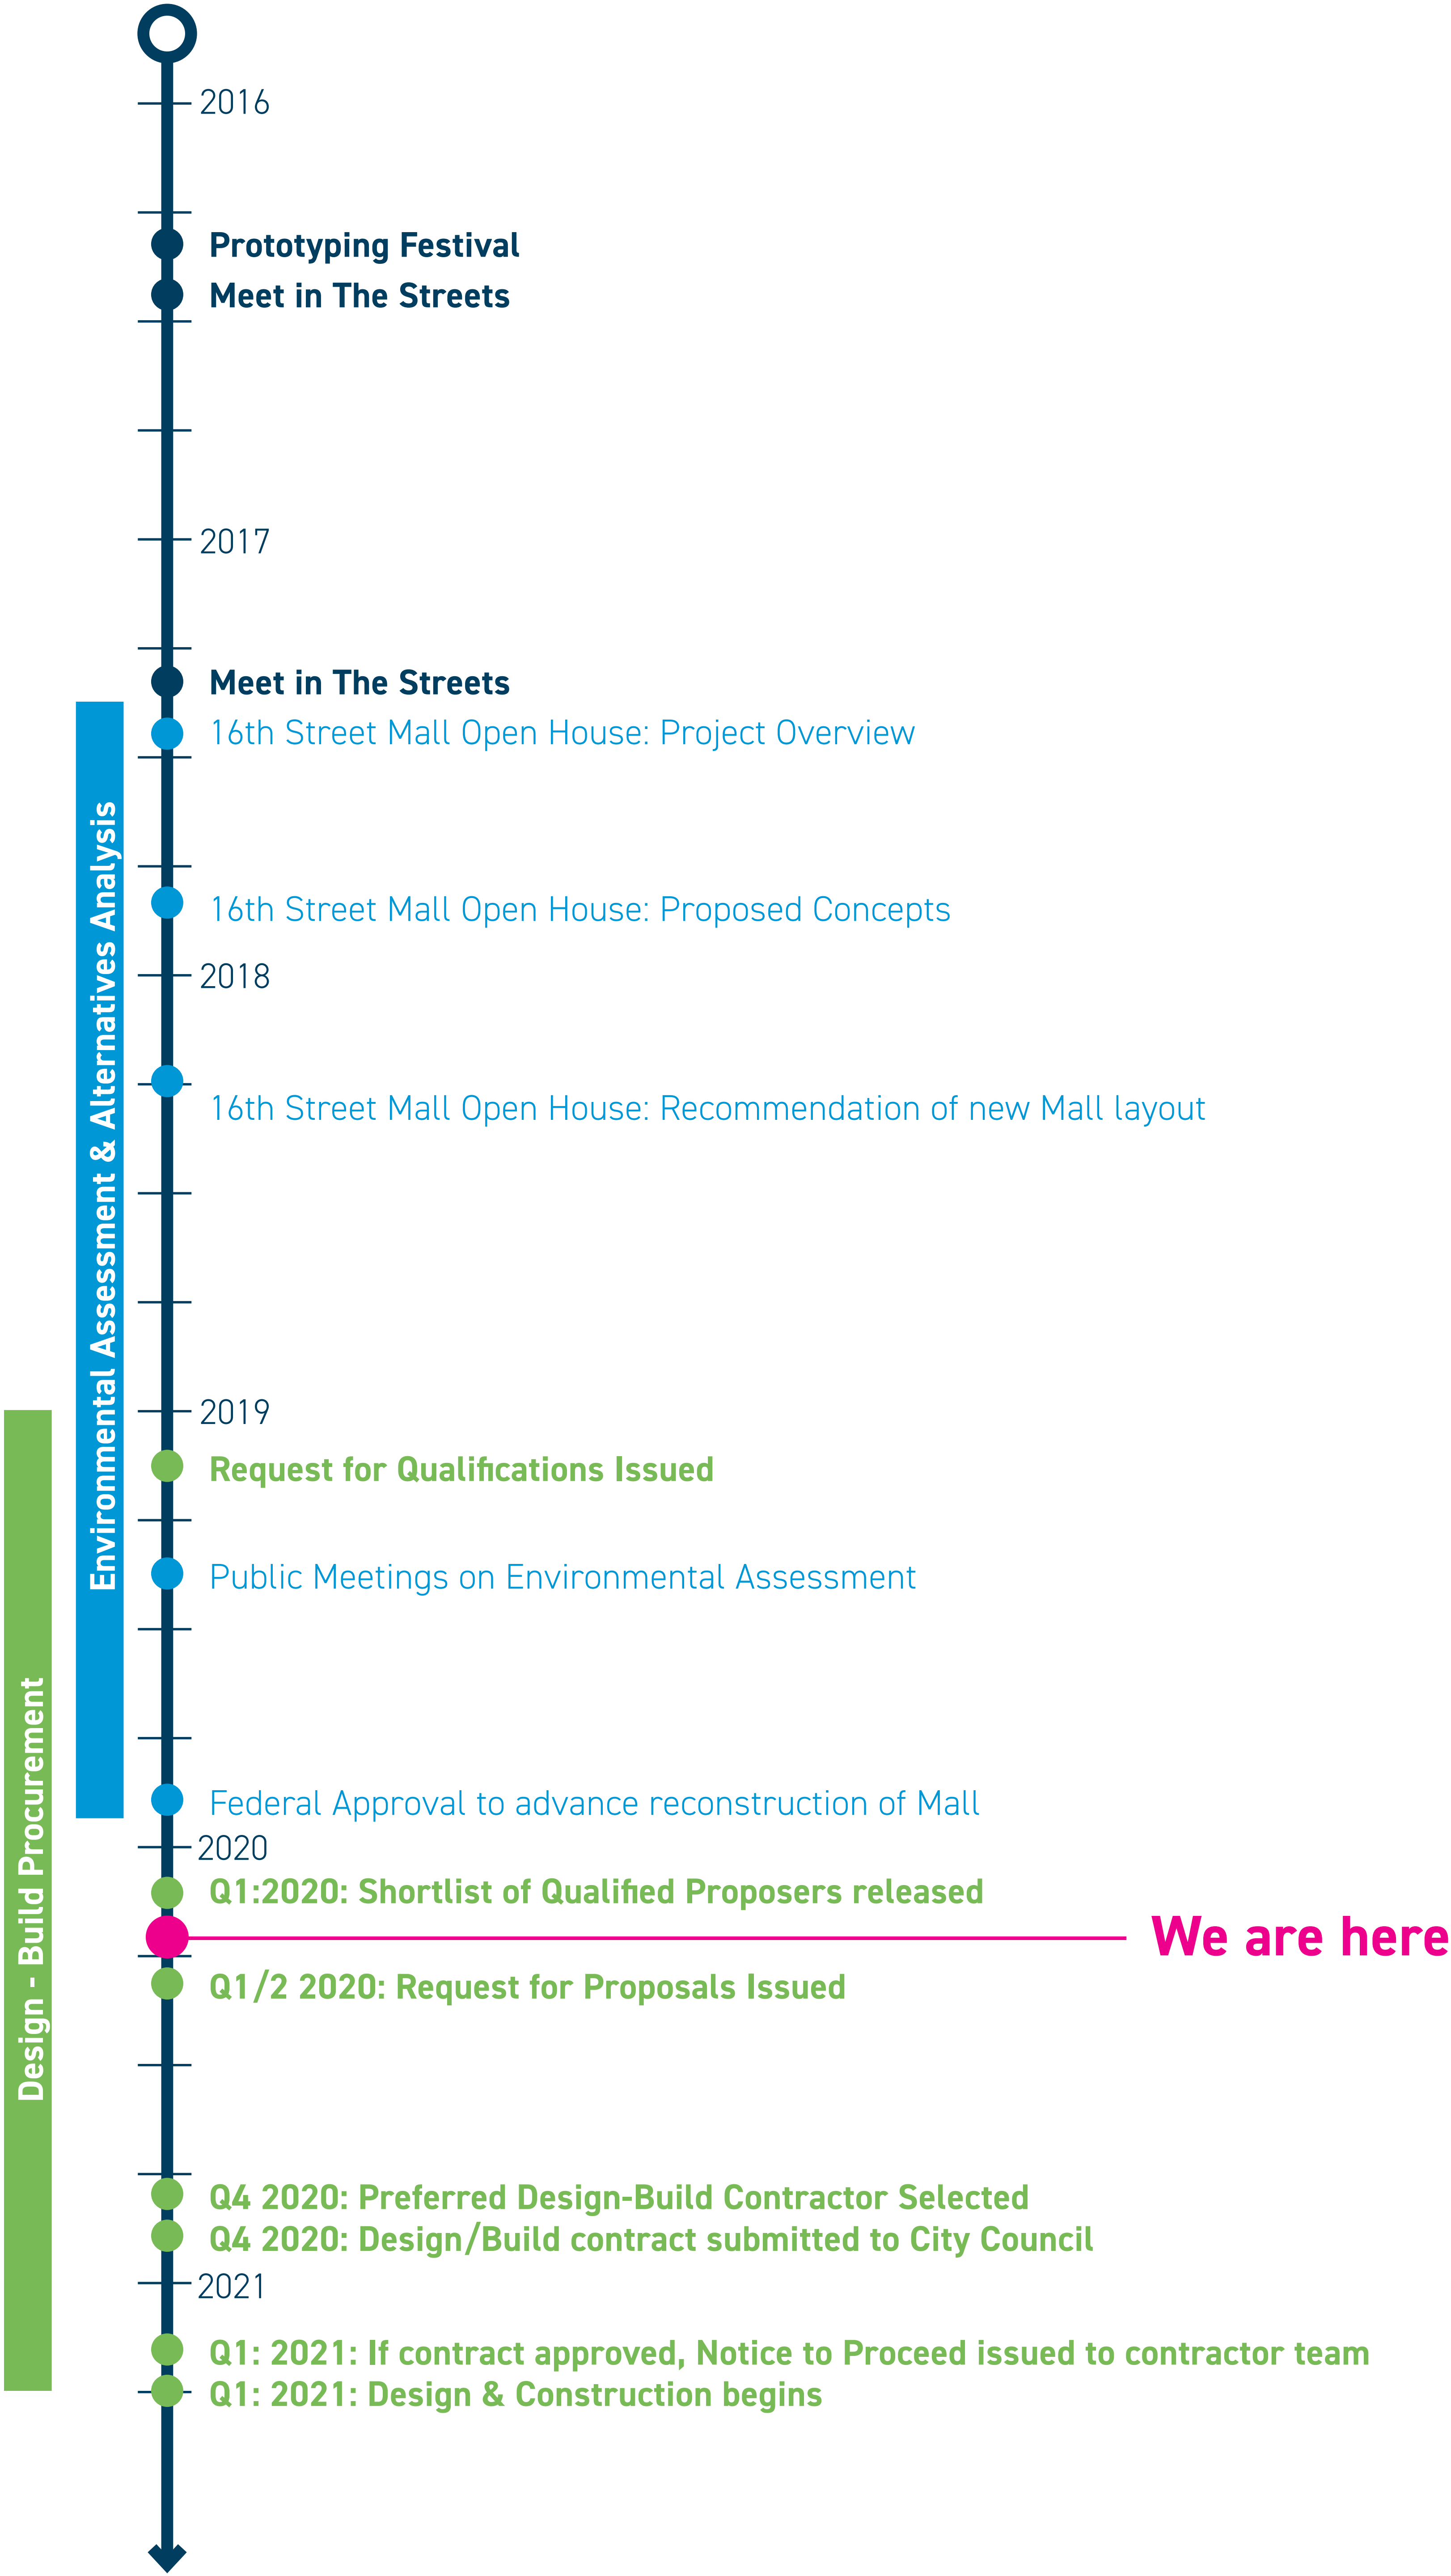 2016
Prototyping Festival
Meet in The Streets
2017
Meet in The Streets
16th Street Mall Open House: Project Overview
16th Street Mall Open House: Proposed Concepts
2018
16th Street Mall Open House: Recommendation of new Mall layout
Environmental Assessment & Alternatives Analysis
2019
Request for Qualifications Issued
Public Meetings on Environmental Assessment
Federal Approval to advance reconstruction of Mall
2020
Q1:2020: Shortlist of Qualified Proposers released
We are here
Design - Build Procurement
Q1/2 2020: Request for Proposals Issued
Q4 2020: Preferred Design-Build Contractor Selected
Q4 2020: Design/Build contract submitted to City Council
2021
Q1: 2021: If contract approved, Notice to Proceed issued to contractor team
Q1: 2021: Design & Construction begins